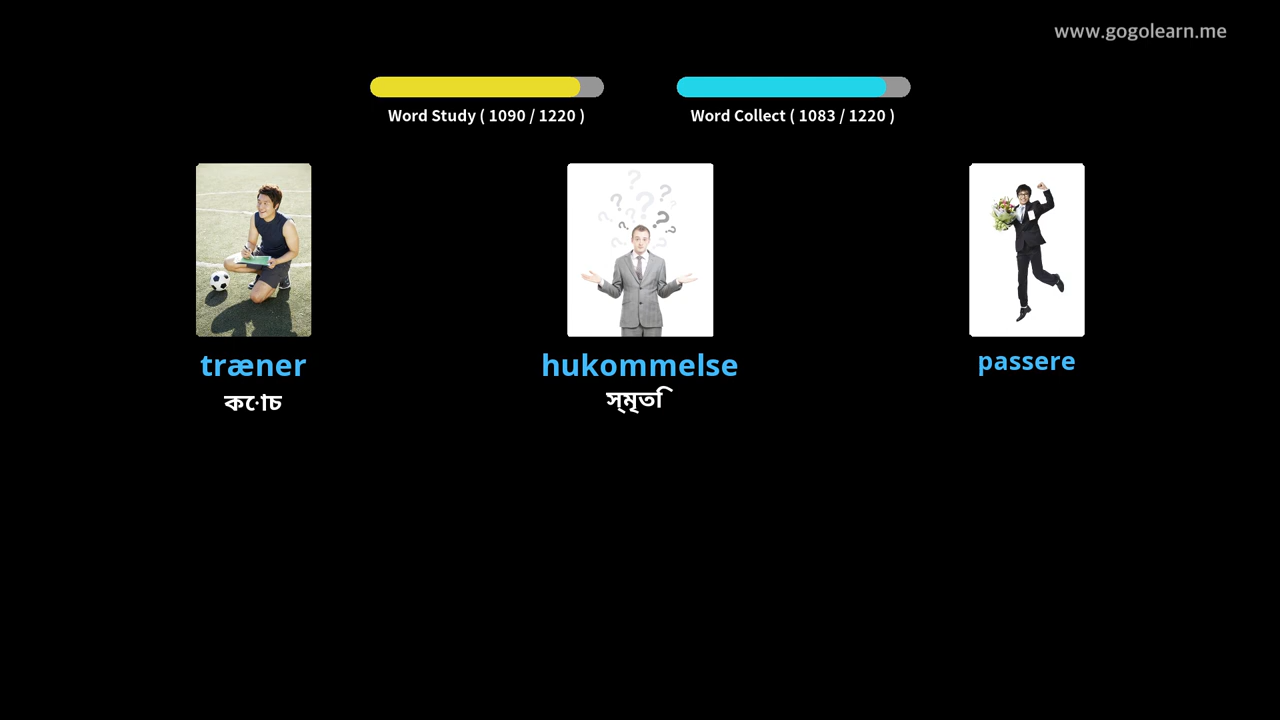 www.gogolearn.me
Word Study ( 1090 / 1220 )
Word Collect ( 1083 / 1220 )
træner
hukommelse
passere
কোচ
স্মৃতি